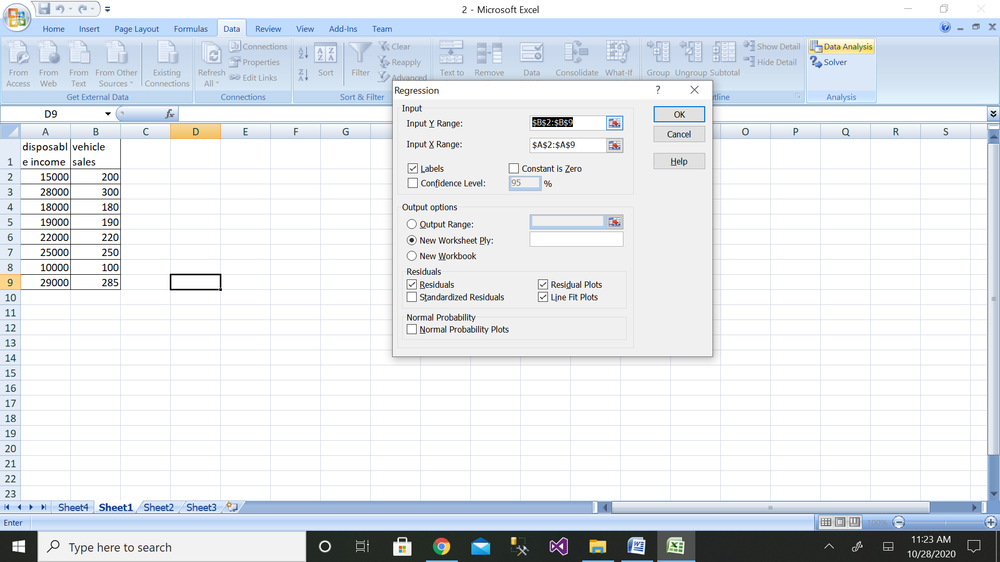 2 - Microsoft Excel
Home Insert Page Layout Formulas Data Review View Add-Ins Team
From Access
From Web
From Text
From Other Sources
Existing Connections
Get External Data
Refresh All
Connections
Properties
Edit Links
Connections
A Z
Z A
A Z Z A
Sort
Filter
Clear
Reapply
Advanced
Sort & Filter
Text to
Remove
Data
Consolidate
What-If
Group
Ungroup
Subtotal
Show Detail
Hide Detail
utline
Data Analysis
Solver
Analysis
D9
fx
A B C D E F G O P Q R S
disposabl vehicle
1 e income sales
2 15000 200
3 28000 300
4 18000 180
5 19000 190
6 22000 220
7 25000 250
8 10000 100
9 29000 285
10
11
12
13
14
15
16
17
18
19
20
21
22
23
Regression
?
Input
Input Y Range: $B$2:$B$9
Input X Range: $A$2:$A$9
Labels Constant is Zero
Confidence Level: 95 %
OK
Cancel
Help
Output options
Output Range:
New Worksheet Ply:
New Workbook
Residuals
Residuals Residual Plots
Standardized Residuals Line Fit Plots
Normal Probability
Normal Probability Plots
Sheet4 Sheet1 Sheet2 Sheet3
Enter
100%
Type here to search
11:23 AM
10/28/2020